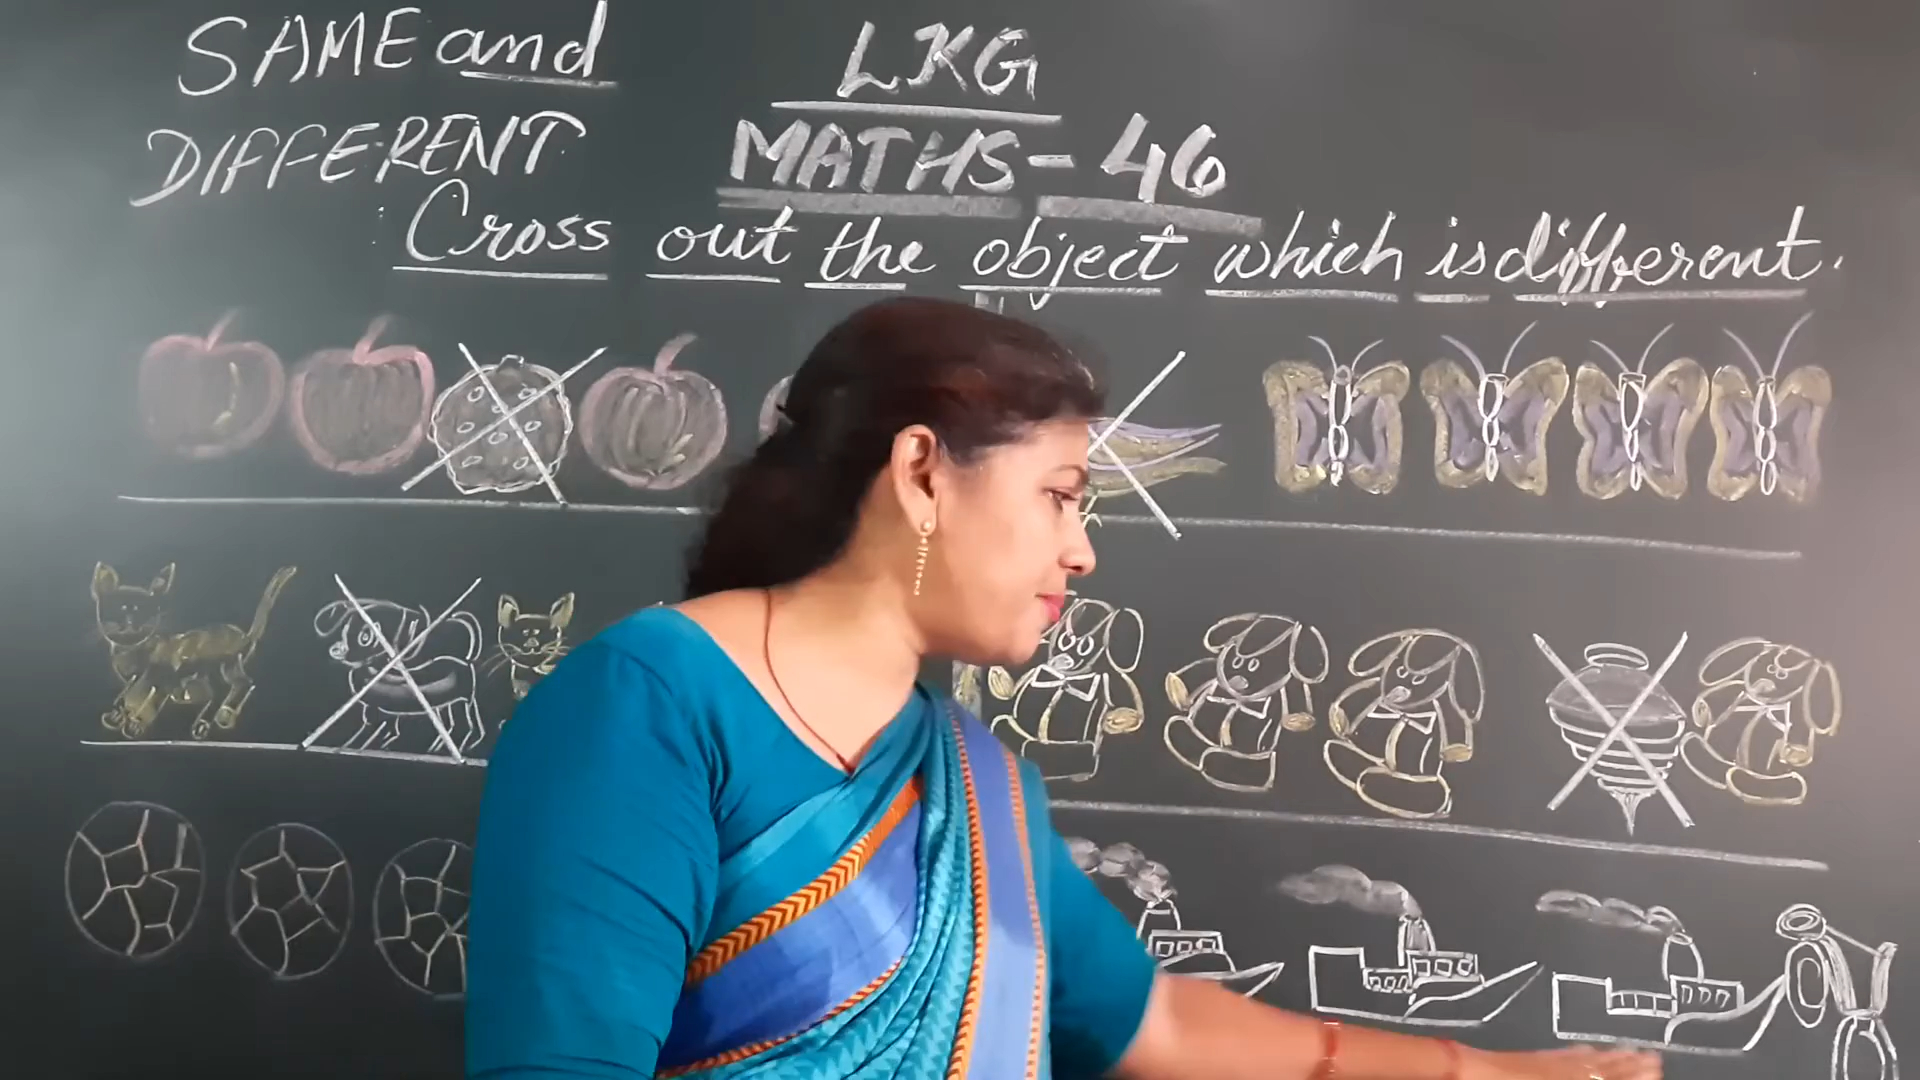 SAME and
DIFFERENT
LKG
MATHS-46
Cross out the object which is different.